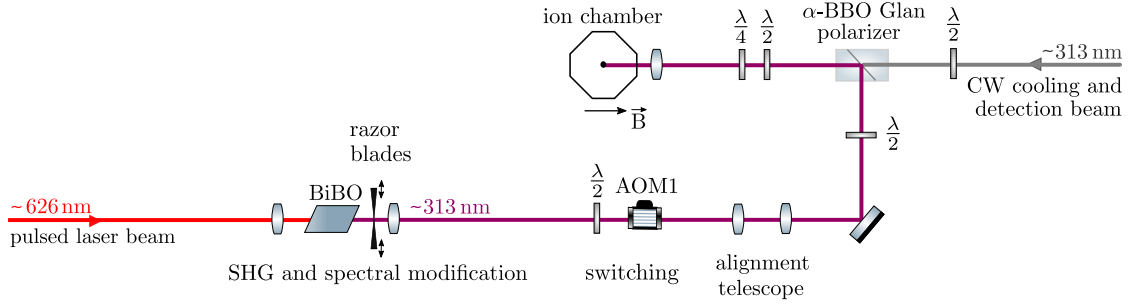 ion chamber
λ/4
λ/2
α-BBO Glan
polarizer
λ/2
~313 nm
CW cooling and
detection beam
B
λ/2
razor
blades
~626 nm
pulsed laser beam
BiBO
~313 nm
λ/2
AOM1
SHG and spectral modification
switching
alignment
telescope